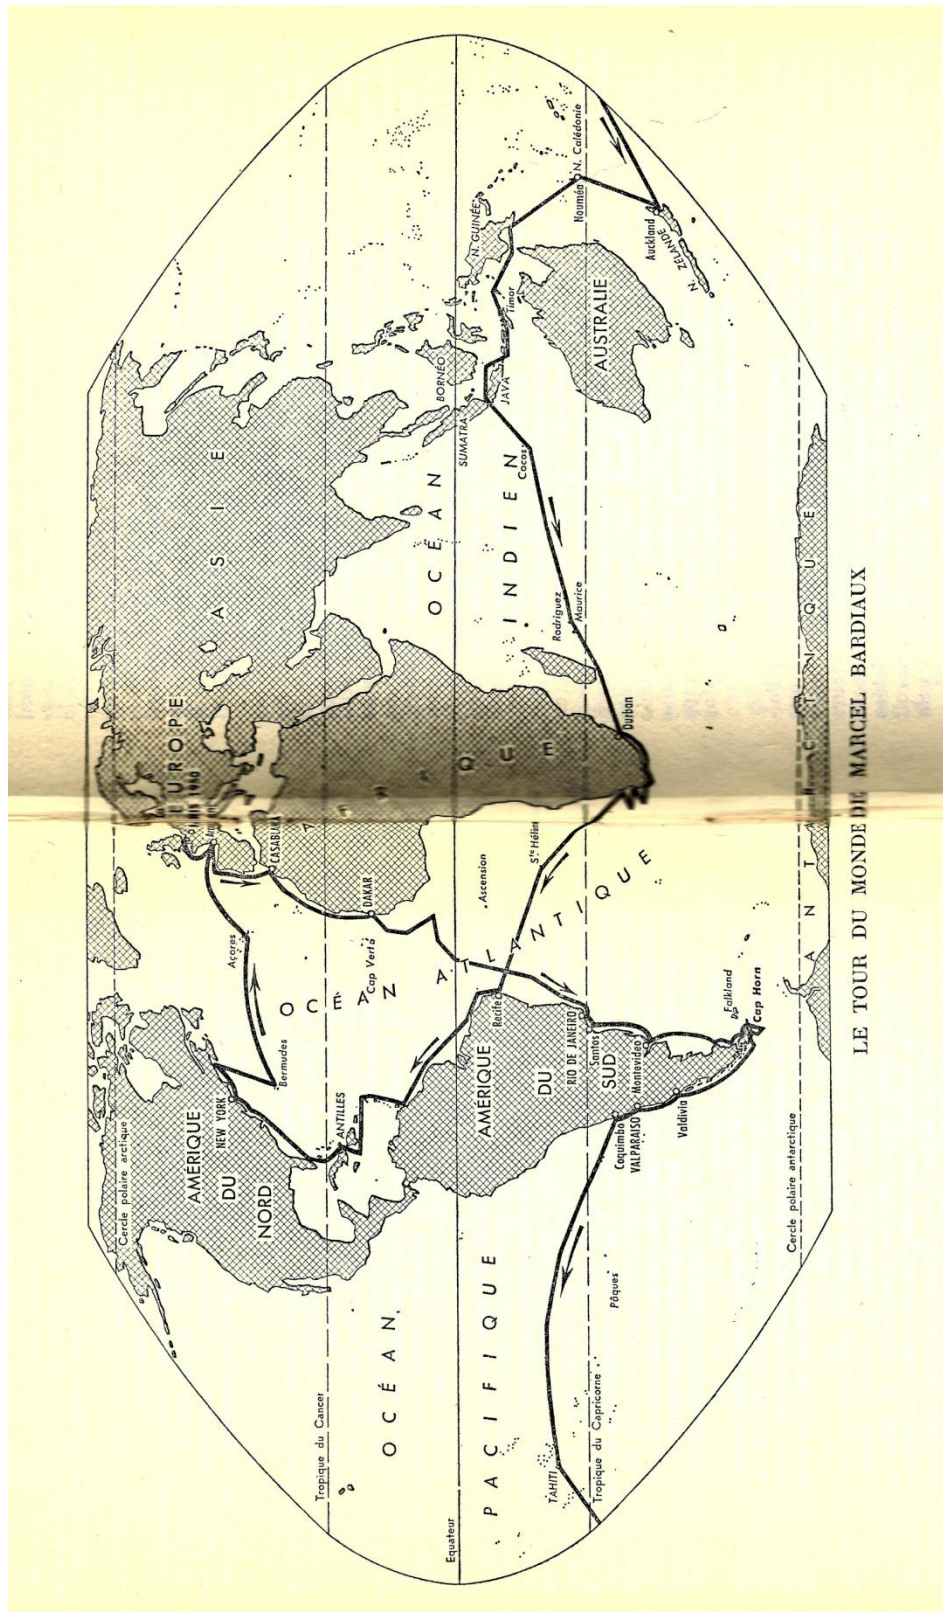 Cercle polaire arctique
AMÉRIQUE
DU
NORD
NEW YORK
Bermudes
Açores
ANTILLES
EUROPE
ASIE
CASABLANCA
DAKAR
Cap Vert
Tropique du Cancer
OCÉAN
PACIFIQUE
Equateur
OCÉAN ATLANTIQUE
AFRIQUE
OCÉAN
INDIEN
SUMATRA
BORNÉO
JAVA
Timor
N. GUINÉE
Cocos
Rodriguez
Maurice
Durban
Ascension
Ste Hélène
Recife
AMÉRIQUE
DU
SUD
RIO DE JANEIRO
Santos
Montevideo
Coquimbo
VALPARAISO
Valdivia
Falkland
Cap Horn
TAHITI
Pâques
Tropique du Capricorne
AUSTRALIE
Nouméa
N. Calédonie
Auckland
N. ZÉLANDE
Cercle polaire antarctique
ANTARCTIQUE
LE TOUR DU MONDE DE MARCEL BARDIAUX